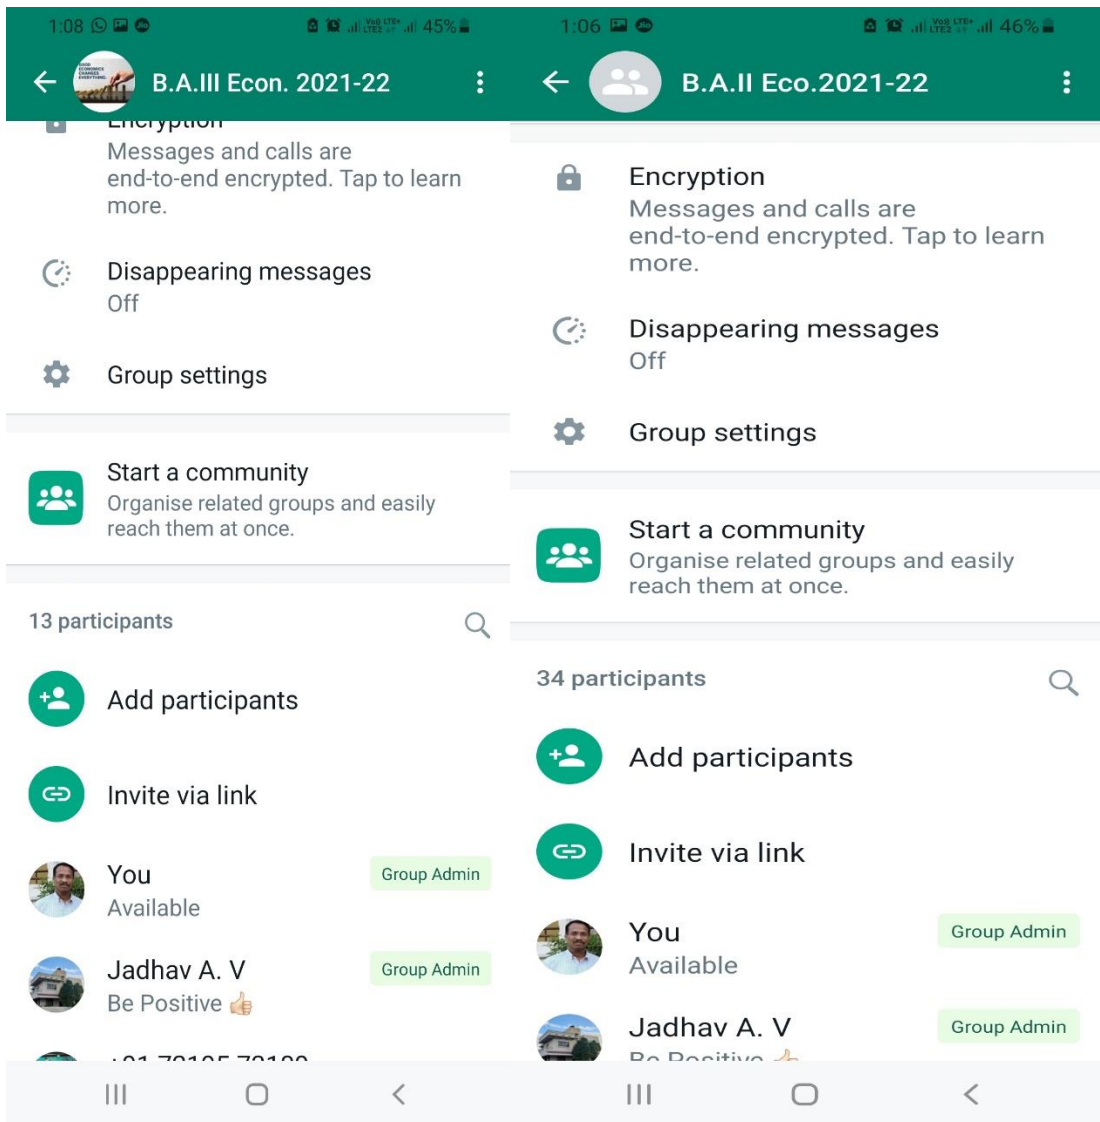 1:08
45%
B.A.III Econ. 2021-22
Encryption
Messages and calls are
end-to-end encrypted. Tap to learn
more.
Disappearing messages
Off
Group settings
Start a community
Organise related groups and easily
reach them at once.
13 participants
Add participants
Invite via link
You
Group Admin
Available
Jadhav A. V
Group Admin
Be Positive 👍🏻
1:06
46%
B.A.II Eco.2021-22
Encryption
Messages and calls are
end-to-end encrypted. Tap to learn
more.
Disappearing messages
Off
Group settings
Start a community
Organise related groups and easily
reach them at once.
34 participants
Add participants
Invite via link
You
Group Admin
Available
Jadhav A. V
Group Admin
Be Positive 👍🏻